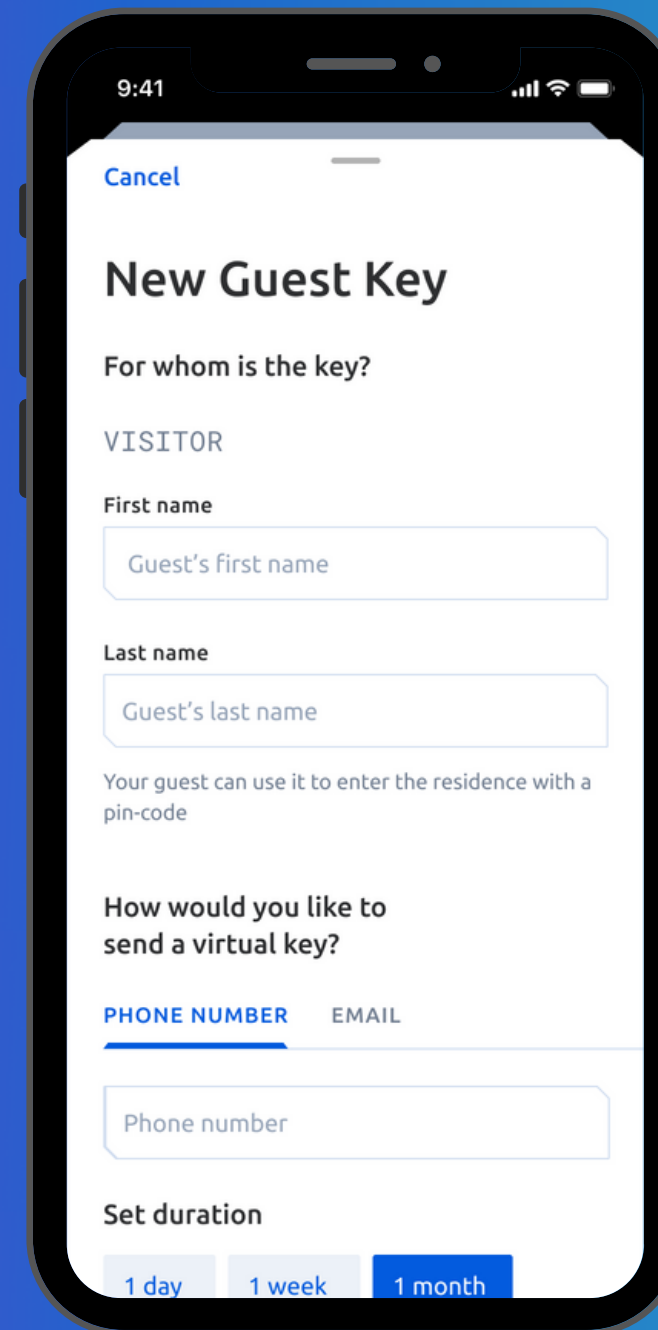 9:41
Cancel
New Guest Key
For whom is the key?
VISITOR
First name
Guest’s first name
Last name
Guest’s last name
Your guest can use it to enter the residence with a
pin-code
How would you like to
send a virtual key?
PHONE NUMBER EMAIL
Phone number
Set duration
1 day 1 week 1 month